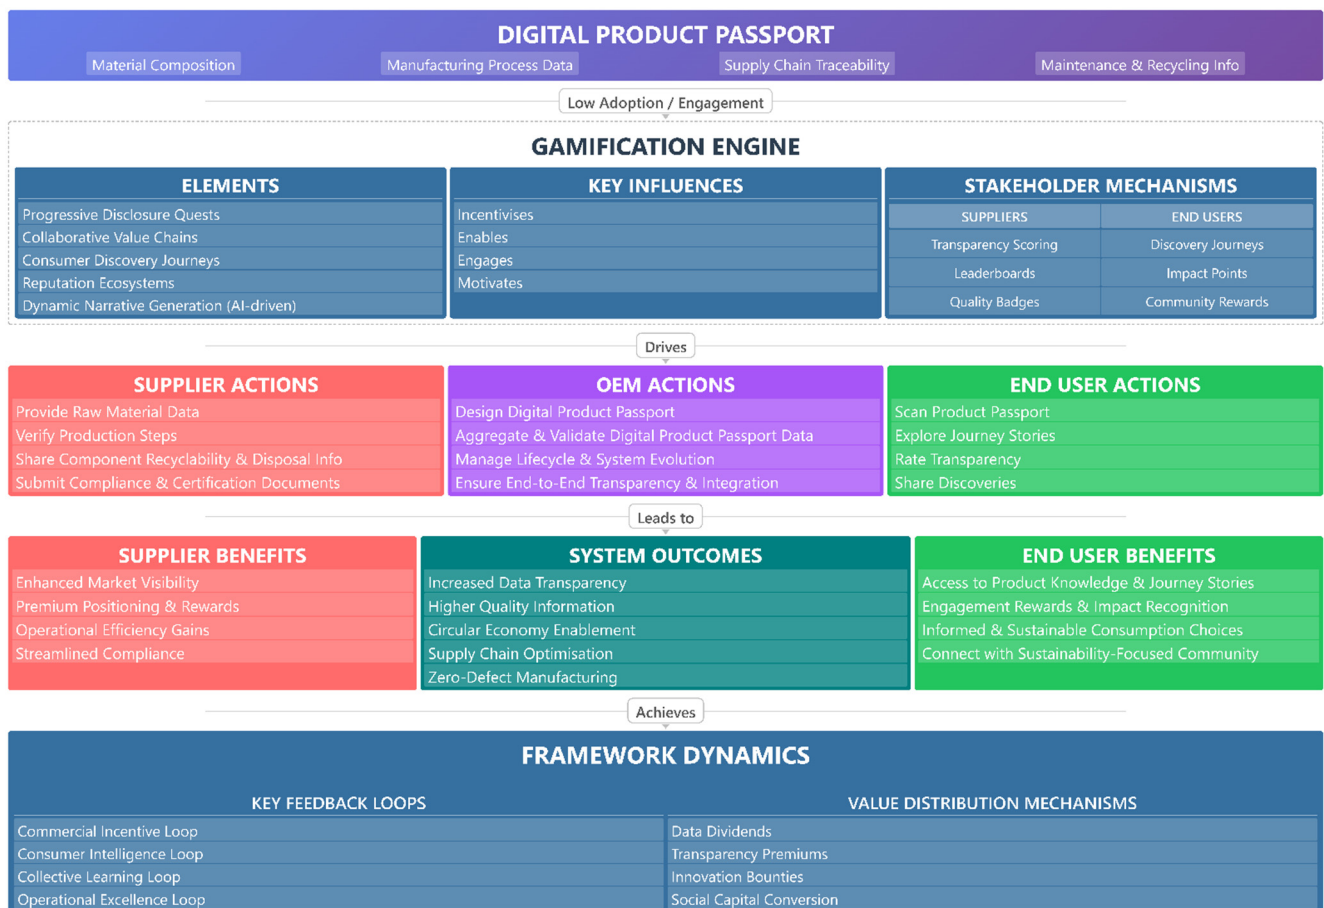 DIGITAL PRODUCT PASSPORT
Material Composition
Manufacturing Process Data
Supply Chain Traceability
Maintenance & Recycling Info
Low Adoption / Engagement
GAMIFICATION ENGINE
ELEMENTS
Progressive Disclosure Quests
Collaborative Value Chains
Consumer Discovery Journeys
Reputation Ecosystems
Dynamic Narrative Generation (AI-driven)
KEY INFLUENCES
Incentivises
Enables
Engages
Motivates
STAKEHOLDER MECHANISMS
SUPPLIERS
END USERS
Transparency Scoring
Discovery Journeys
Leaderboards
Impact Points
Quality Badges
Community Rewards
Drives
SUPPLIER ACTIONS
Provide Raw Material Data
Verify Production Steps
Share Component Recyclability & Disposal Info
Submit Compliance & Certification Documents
OEM ACTIONS
Design Digital Product Passport
Aggregate & Validate Digital Product Passport Data
Manage Lifecycle & System Evolution
Ensure End-to-End Transparency & Integration
END USER ACTIONS
Scan Product Passport
Explore Journey Stories
Rate Transparency
Share Discoveries
Leads to
SUPPLIER BENEFITS
Enhanced Market Visibility
Premium Positioning & Rewards
Operational Efficiency Gains
Streamlined Compliance
SYSTEM OUTCOMES
Increased Data Transparency
Higher Quality Information
Circular Economy Enablement
Supply Chain Optimisation
Zero-Defect Manufacturing
END USER BENEFITS
Access to Product Knowledge & Journey Stories
Engagement Rewards & Impact Recognition
Informed & Sustainable Consumption Choices
Connect with Sustainability-Focused Community
Achieves
FRAMEWORK DYNAMICS
KEY FEEDBACK LOOPS
Commercial Incentive Loop
Consumer Intelligence Loop
Collective Learning Loop
Operational Excellence Loop
VALUE DISTRIBUTION MECHANISMS
Data Dividends
Transparency Premiums
Innovation Bounties
Social Capital Conversion